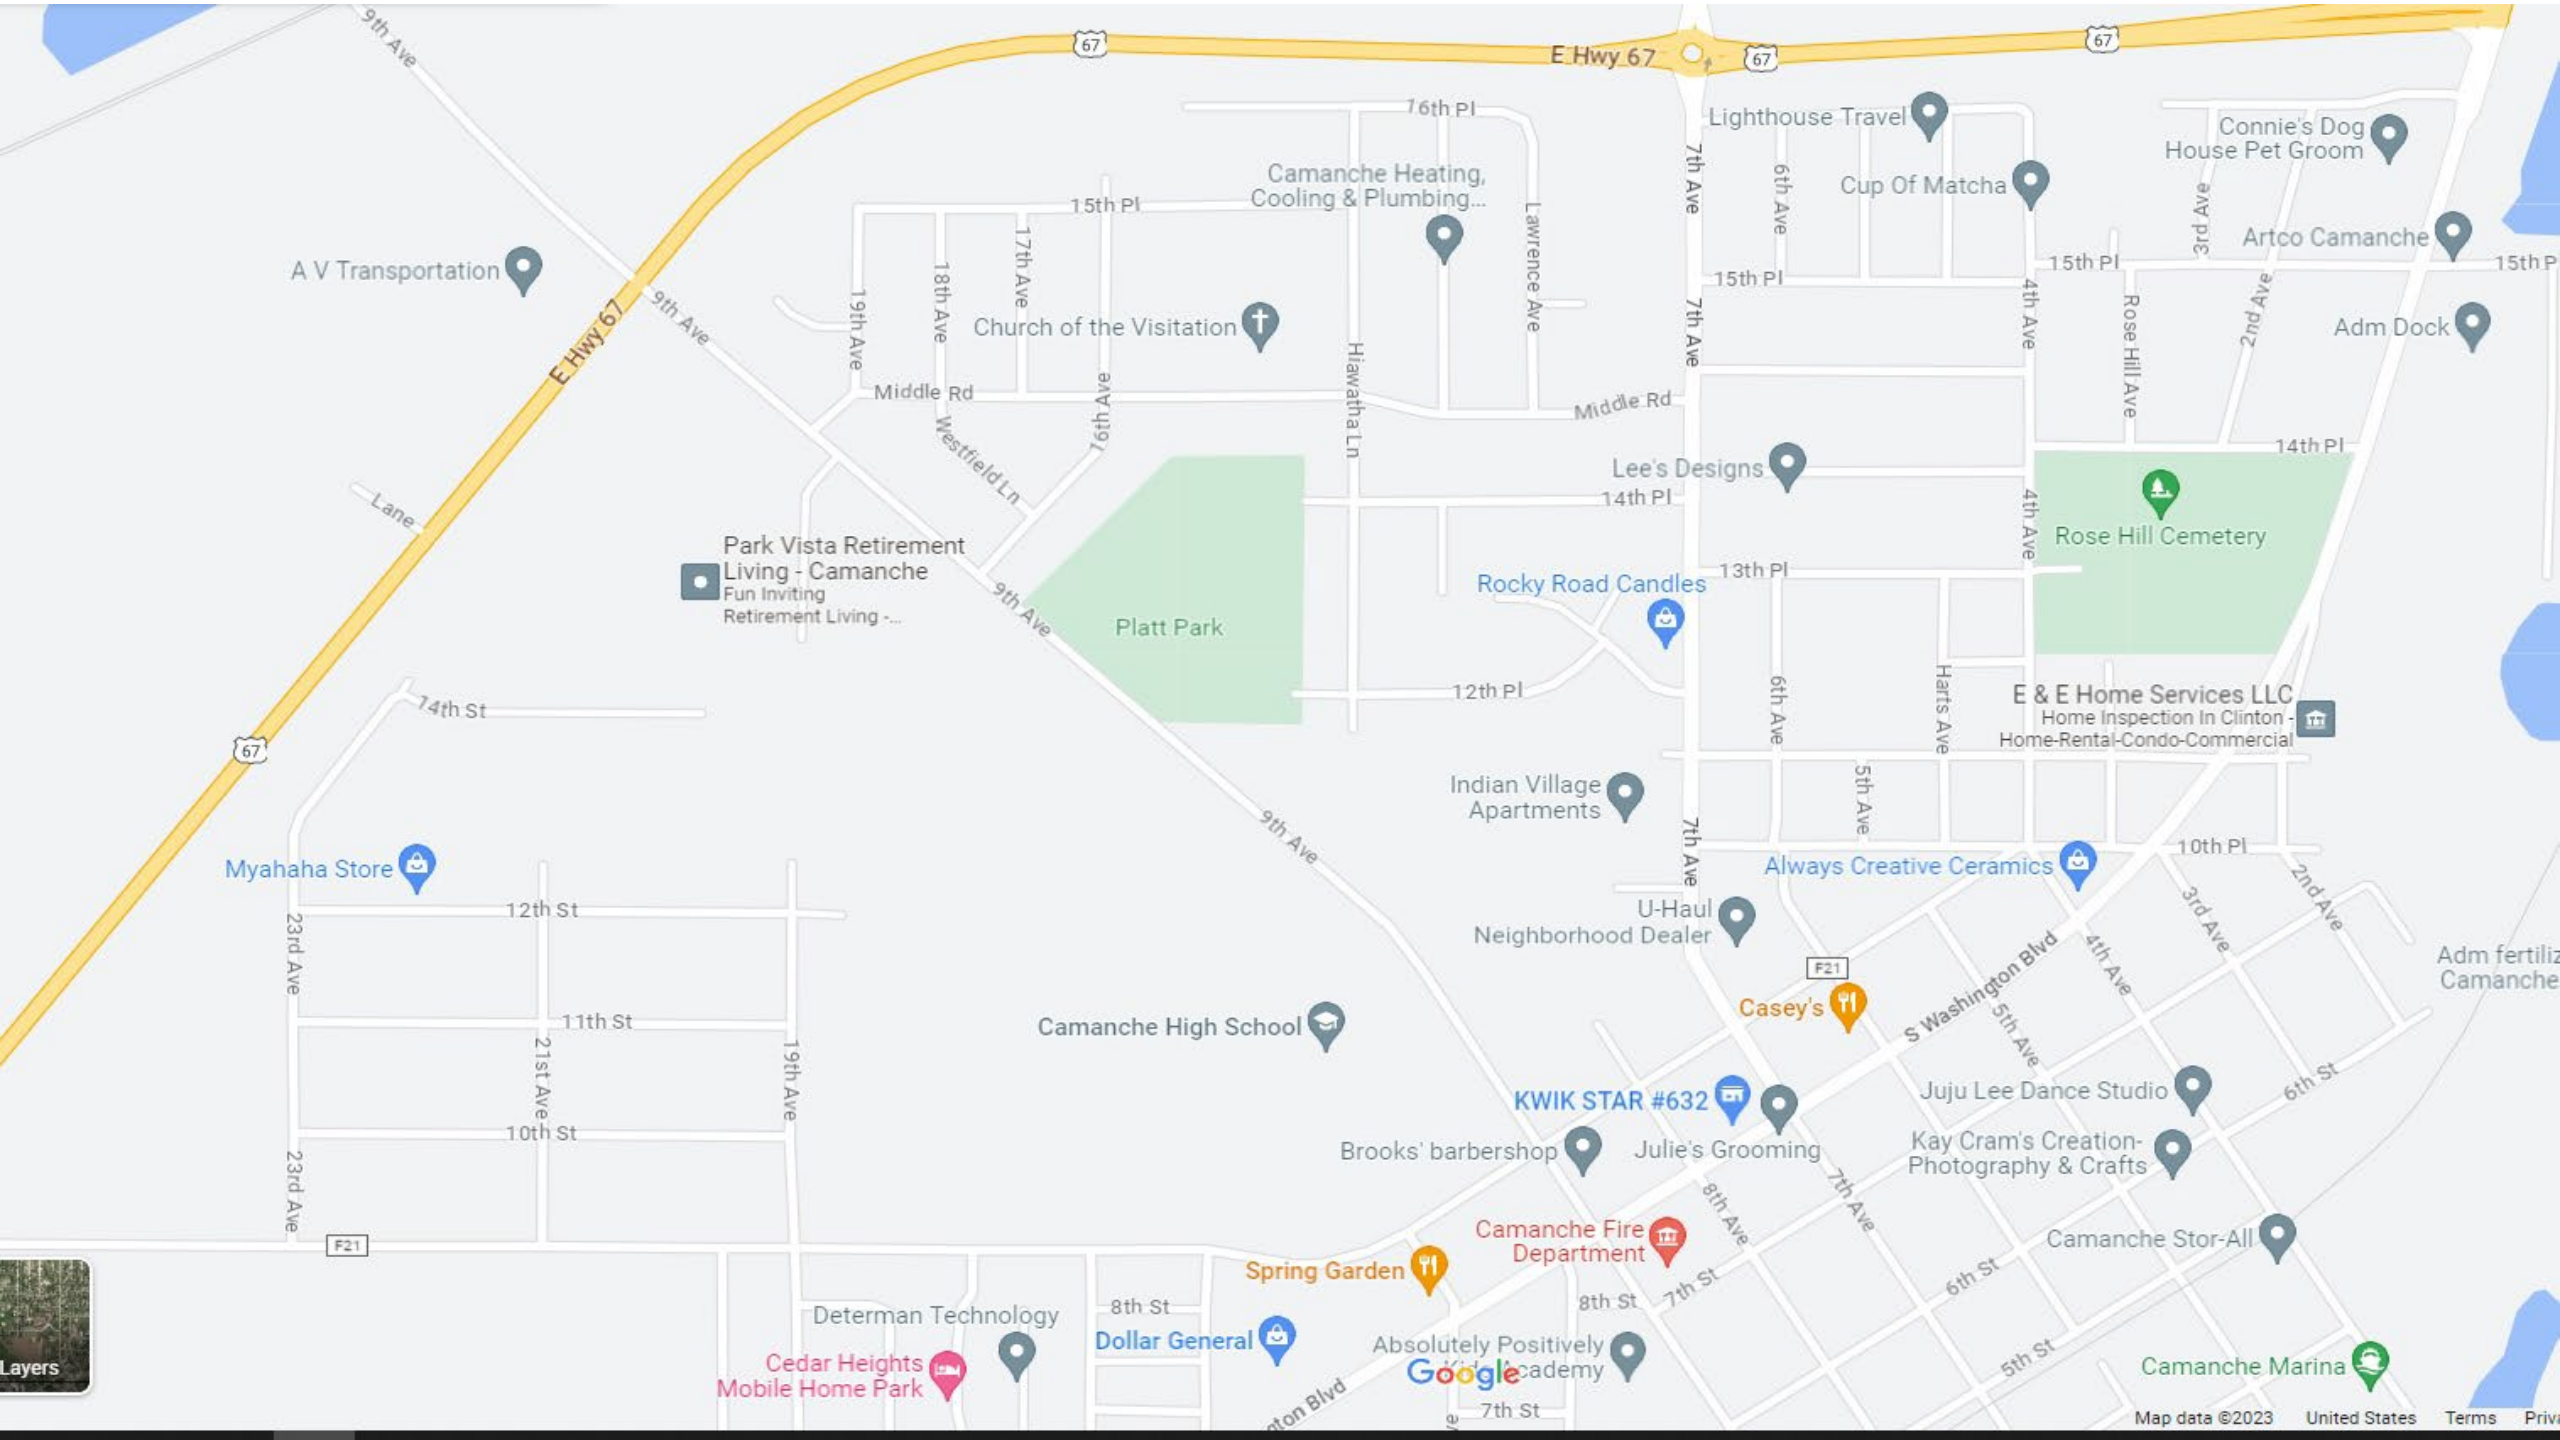 9th Ave
67
E Hwy 67
67
67
16th Pl
Lighthouse Travel
Connie's Dog
House Pet Groom
Camanche Heating,
Cooling & Plumbing...
7th Ave
6th Ave
Cup Of Matcha
3rd Ave
15th Pl
Lawrence Ave
Artco Camanche
A V Transportation
17th Ave
18th Ave
15th Pl
15th Pl
15th P
9th Ave
19th Ave
Church of the Visitation
7th Ave
4th Ave
Rose Hill Ave
2nd Ave
Adm Dock
E Hwy 67
Middle Rd
16th Ave
Hiawatha Ln
Middle Rd
Westfield Ln
14th Pl
Lee's Designs
Lane
14th Pl
4th Ave
Rose Hill Cemetery
Park Vista Retirement
Living - Camanche
Fun Inviting
Retirement Living -...
9th Ave
Platt Park
Rocky Road Candles
13th Pl
12th Pl
6th Ave
Harts Ave
E & E Home Services LLC
Home Inspection In Clinton -
Home-Rental-Condo-Commercial
14th St
67
Indian Village
Apartments
5th Ave
9th Ave
7th Ave
10th Pl
Myahaha Store
Always Creative Ceramics
12th St
U-Haul
Neighborhood Dealer
3rd Ave
2nd Ave
23rd Ave
F21
S Washington Blvd
4th Ave
Adm fertiliz
Camanche
Casey's
11th St
Camanche High School
5th Ave
21st Ave
19th Ave
KWIK STAR #632
Juju Lee Dance Studio
6th St
10th St
Brooks' barbershop
Julie's Grooming
Kay Cram's Creation-
Photography & Crafts
23rd Ave
8th Ave
7th Ave
F21
Camanche Fire
Department
Camanche Stor-All
Spring Garden
7th St
6th St
8th St
8th St
Determan Technology
Dollar General
Absolutely Positively
Kids Academy
Google
5th St
Layers
Cedar Heights
Mobile Home Park
Camanche Marina
gton Blvd
7th St
Map data ©2023 United States Terms Priva